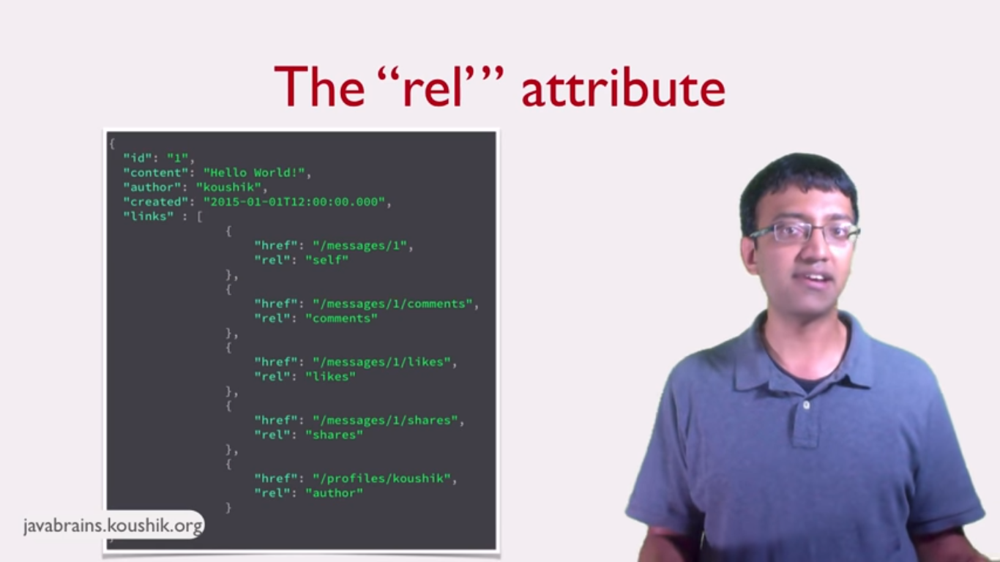 The “rel’” attribute
{
"id": "1",
"content": "Hello World!",
"author": "koushik",
"created": "2015-01-01T12:00:00.000",
"links" : [
{
"href": "/messages/1",
"rel": "self"
},
{
"href": "/messages/1/comments",
"rel": "comments"
},
{
"href": "/messages/1/likes",
"rel": "likes"
},
{
"href": "/messages/1/shares",
"rel": "shares"
},
{
"href": "/profiles/koushik",
"rel": "author"
}
javabrains.koushik.org